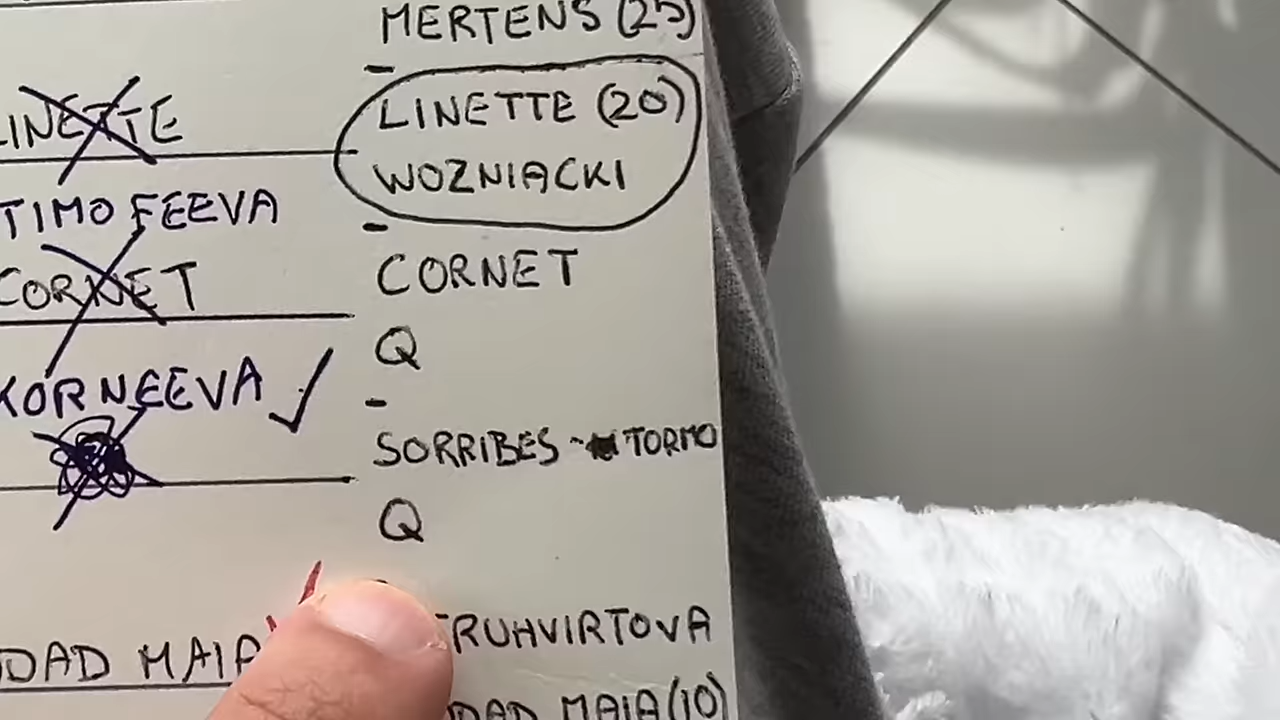 MERTENS (25)
LINETTE
LINETTE (20)
WOZNIACKI
TIMOFEEVA
CORNET
CORNET
Q
KORNEEVA ✓
SORRIBES - TORMO
Q
RUHVIRTOVA
DAD MAIA
DAD MAIA (10)